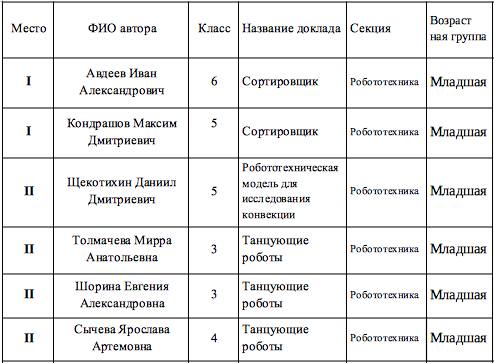 Место ФИО автора Класс Название доклада Секция Возраст
ная группа
I Авдеев Иван
Александрович 6 Сортировщик Робототехника Младшая
I Кондрашов Максим
Дмитриевич 5 Сортировщик Робототехника Младшая
II Щекотихин Даниил
Дмитриевич 5 Робототехническая
модель для
исследования
конвекции Робототехника Младшая
II Толмачева Мирра
Анатольевна 3 Танцующие
роботы Робототехника Младшая
II Шорина Евгения
Александровна 3 Танцующие
роботы Робототехника Младшая
II Сычева Ярослава
Артемовна 4 Танцующие
роботы Робототехника Младшая